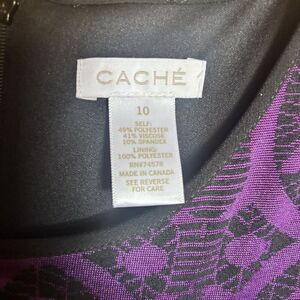 CACHÉ
10
SELF:
49% POLYESTER
41% VISCOSE
10% SPANDEX
LINING:
100% POLYESTER
RN#74578
MADE IN CANADA
SEE REVERSE
FOR CARE